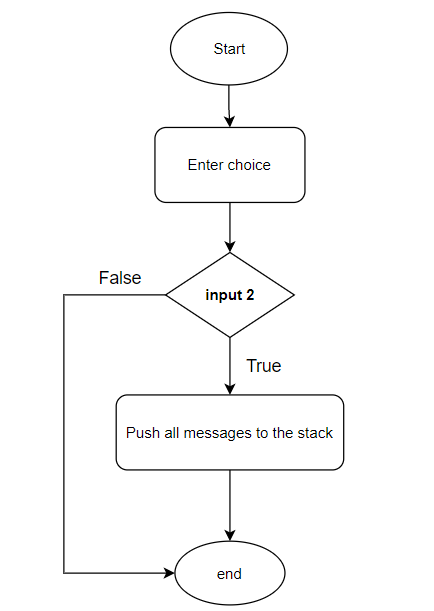 Start
Enter choice
False
input 2
True
Push all messages to the stack
end